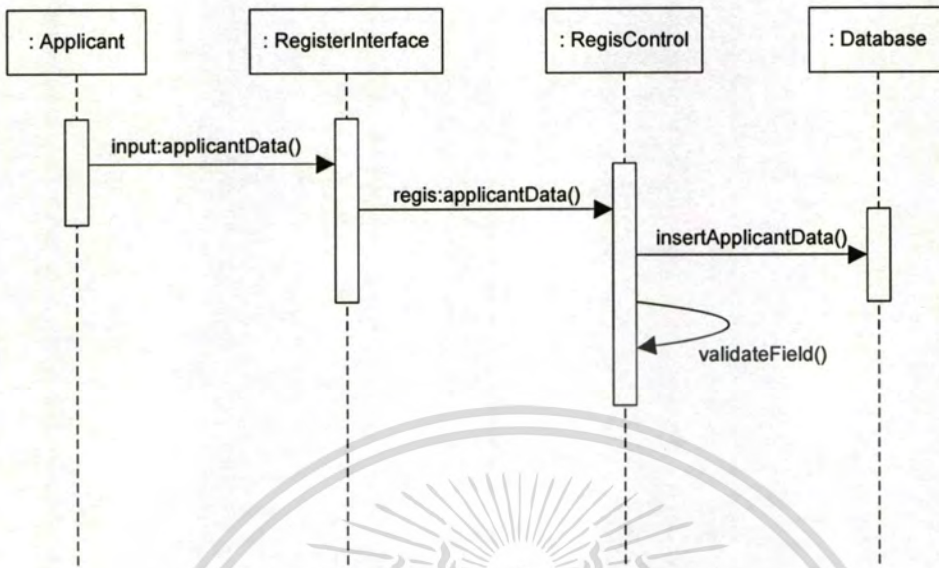 : Applicant
: RegisterInterface
: RegisControl
: Database
input:applicantData()
regis:applicantData()
insertApplicantData()
validateField()